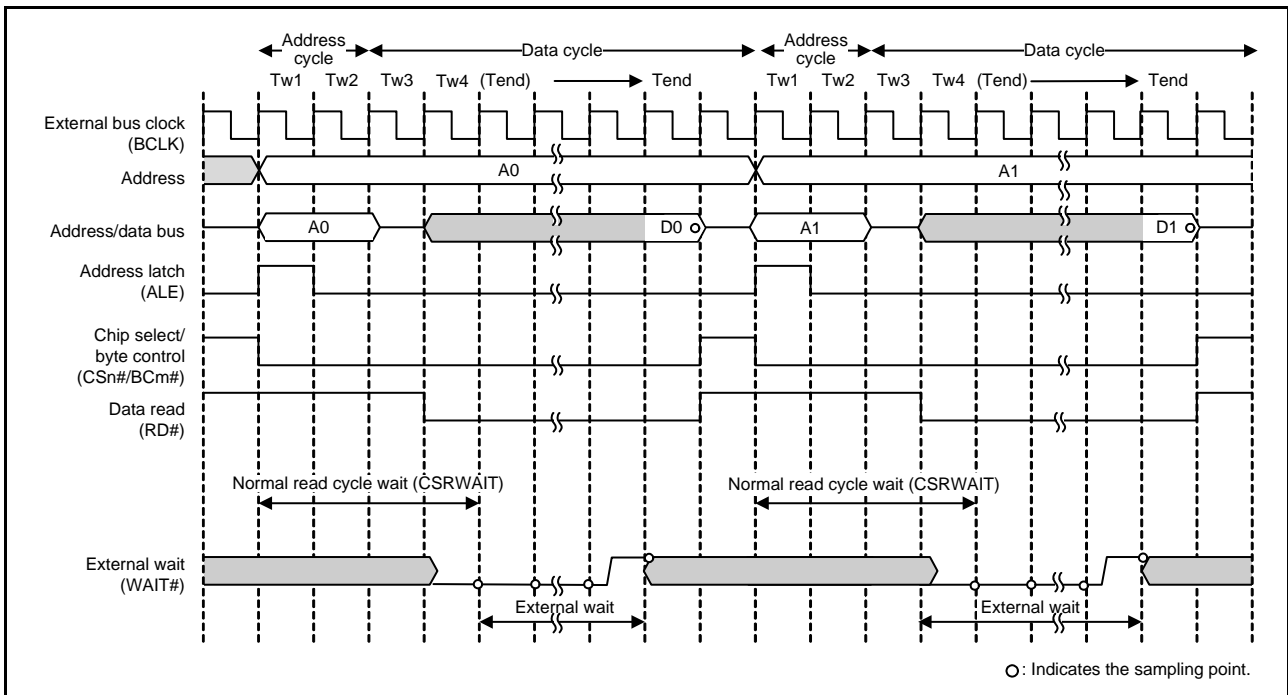 Address cycle
Data cycle
Address cycle
Data cycle
Tw1 Tw2 Tw3 Tw4 (Tend) Tend Tw1 Tw2 Tw3 Tw4 (Tend) Tend
External bus clock
(BCLK)
Address
A0
A1
Address/data bus
A0
D0
A1
D1
Address latch
(ALE)
Chip select/
byte control
(CSn#/BCm#)
Data read
(RD#)
Normal read cycle wait (CSRWAIT)
Normal read cycle wait (CSRWAIT)
External wait
(WAIT#)
External wait
External wait
: Indicates the sampling point.